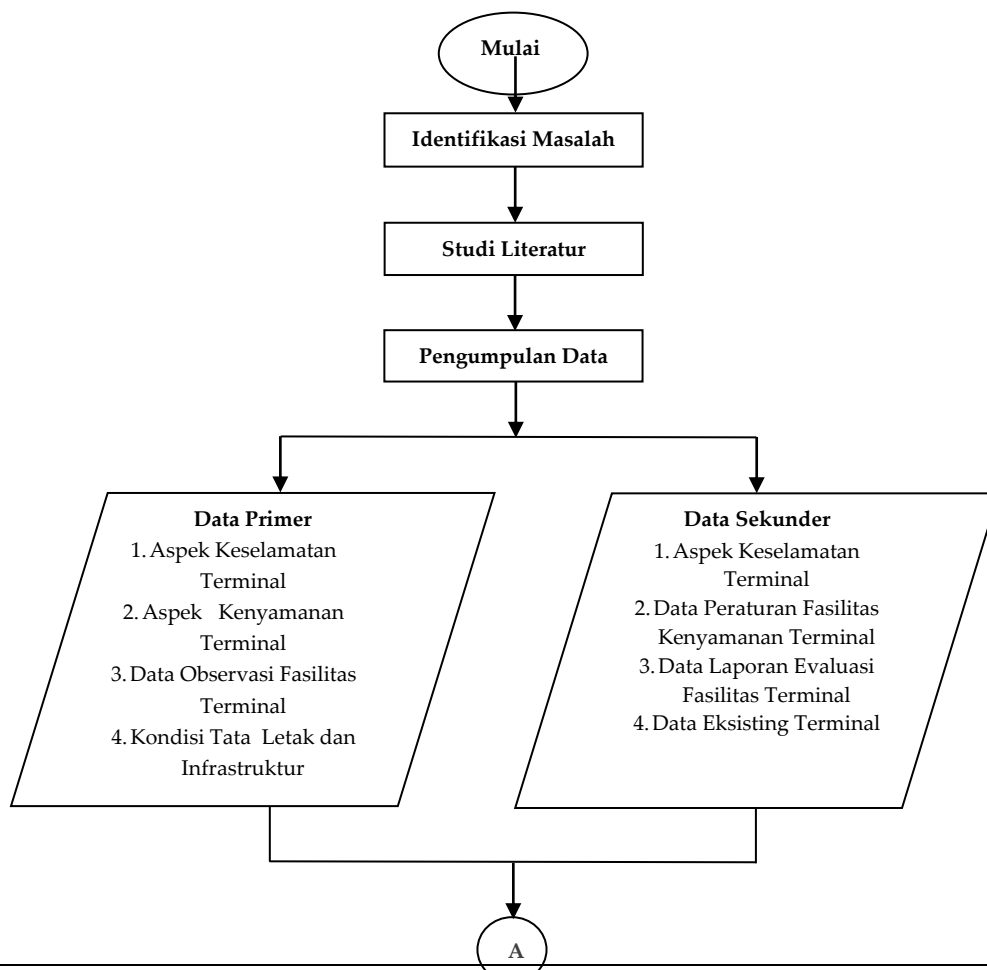 Mulai
Identifikasi Masalah
Studi Literatur
Pengumpulan Data
Data Primer
1. Aspek Keselamatan
Terminal
2. Aspek Kenyamanan
Terminal
3. Data Observasi Fasilitas
Terminal
4. Kondisi Tata Letak dan
Infrastruktur
Data Sekunder
1. Aspek Keselamatan
Terminal
2. Data Peraturan Fasilitas
Kenyamanan Terminal
3. Data Laporan Evaluasi
Fasilitas Terminal
4. Data Eksisting Terminal
A